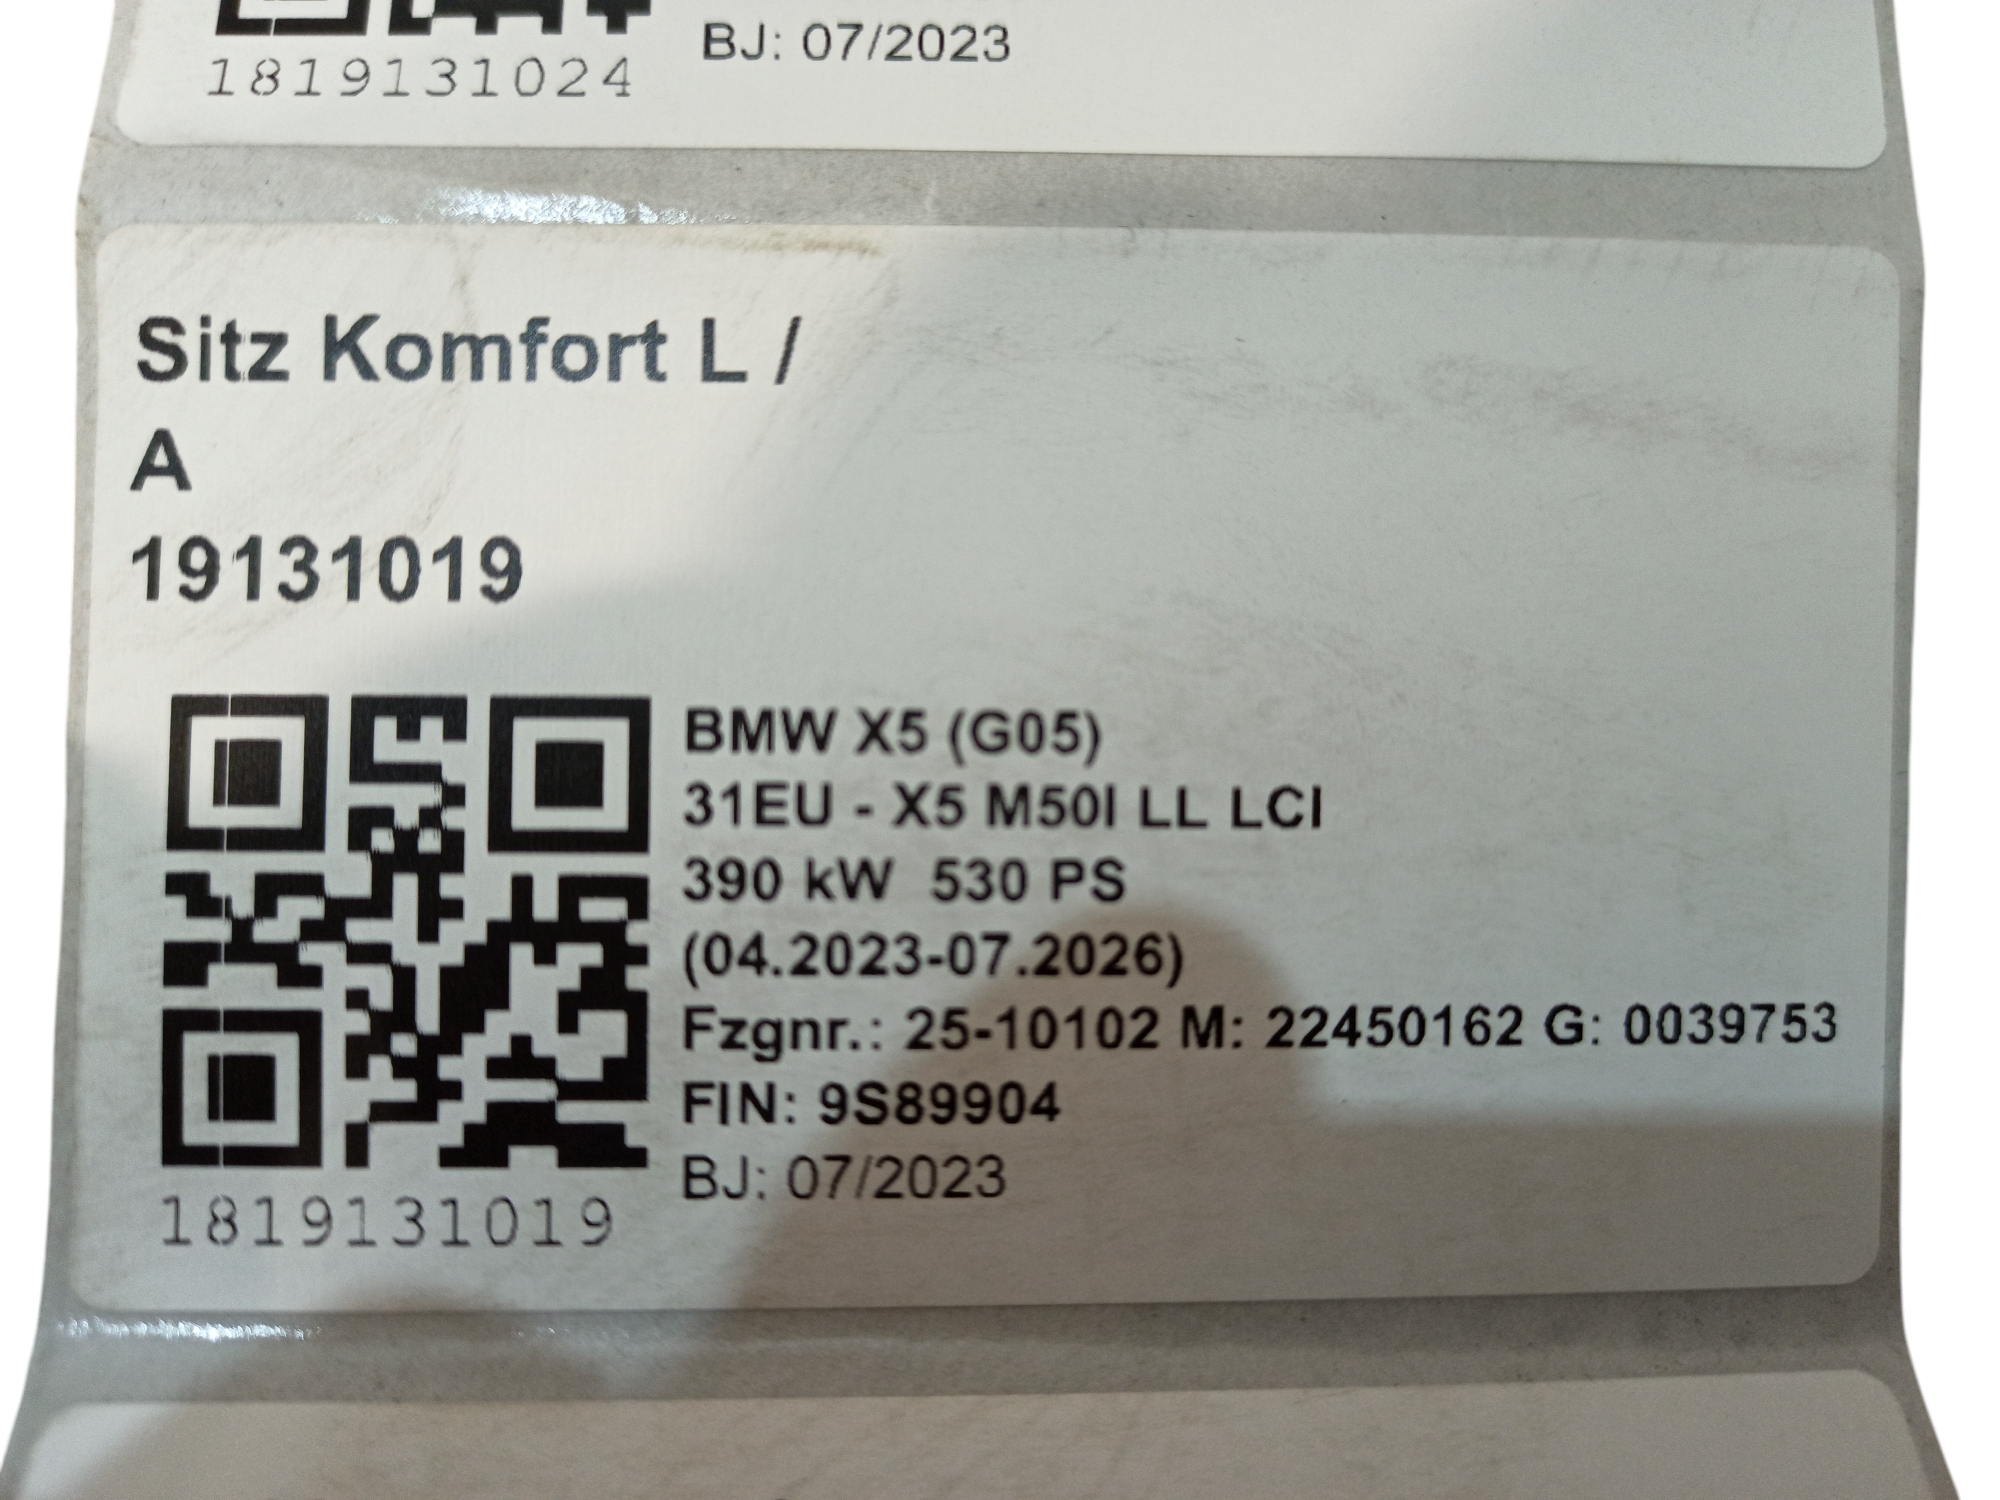 1819131024
BJ: 07/2023
Sitz Komfort L /
A
19131019
BMW X5 (G05)
31EU - X5 M50I LL LCI
390 kW 530 PS
(04.2023-07.2026)
Fzgnr.: 25-10102 M: 22450162 G: 0039753
FIN: 9S89904
BJ: 07/2023
1819131019